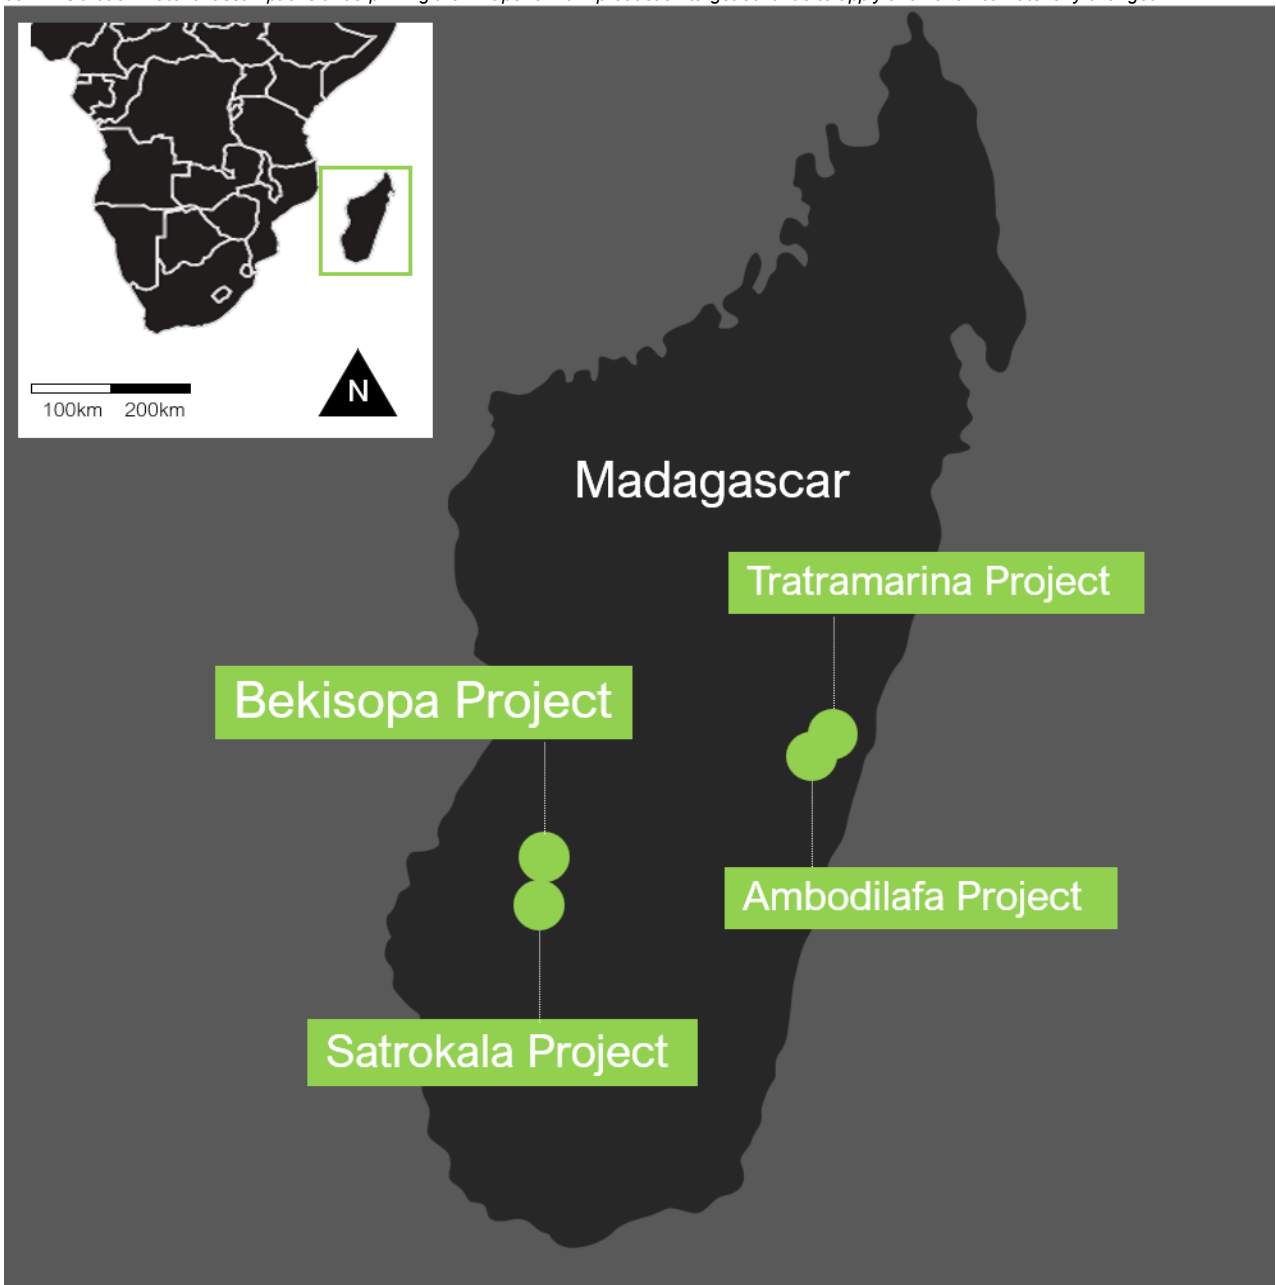 N
100km 200km
Madagascar
Tratramarina Project
Bekisopa Project
Ambodilafa Project
Satrokala Project